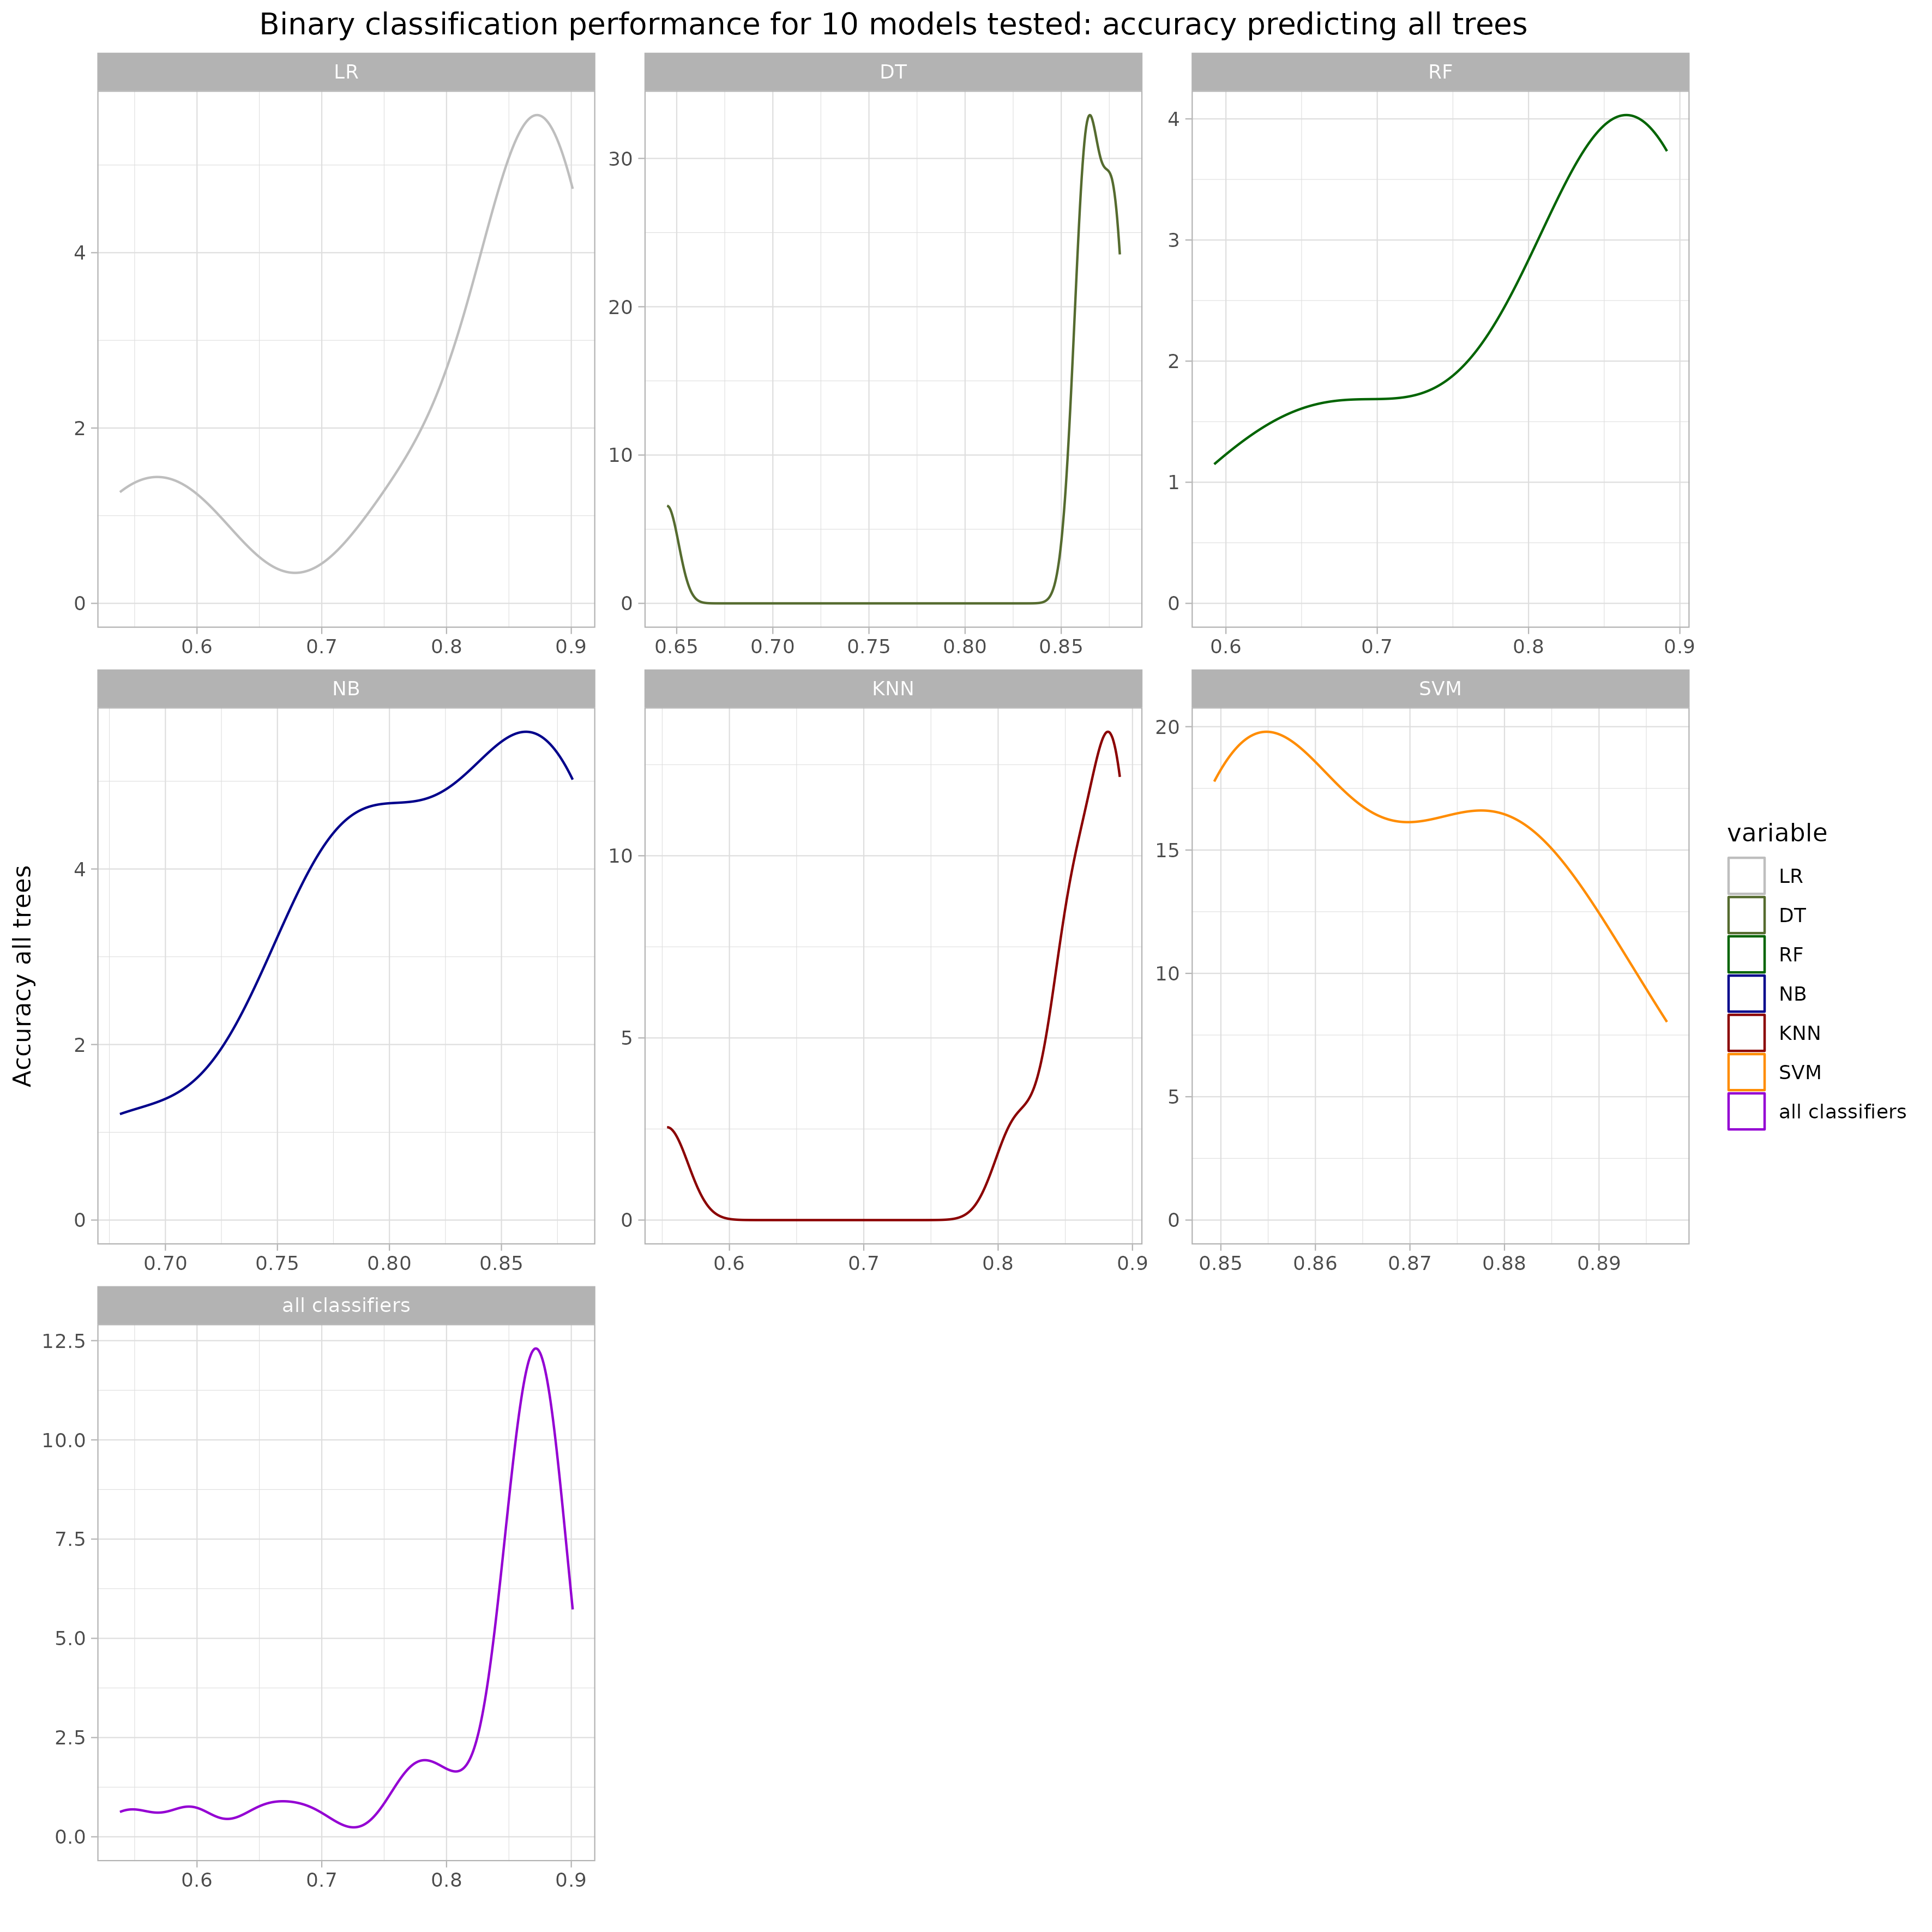 Binary classification performance for 10 models tested: accuracy predicting all trees
LR
DT
RF
4
2
0
0.6 0.7 0.8 0.9
30
20
10
0
0.65 0.70 0.75 0.80 0.85
4
3
2
1
0
0.6 0.7 0.8 0.9
NB
KNN
SVM
4
2
0
0.70 0.75 0.80 0.85
10
5
0
0.6 0.7 0.8 0.9
20
15
10
5
0
0.85 0.86 0.87 0.88 0.89
all classifiers
12.5
10.0
7.5
5.0
2.5
0.0
0.6 0.7 0.8 0.9
Accuracy all trees
variable
LR
DT
RF
NB
KNN
SVM
all classifiers